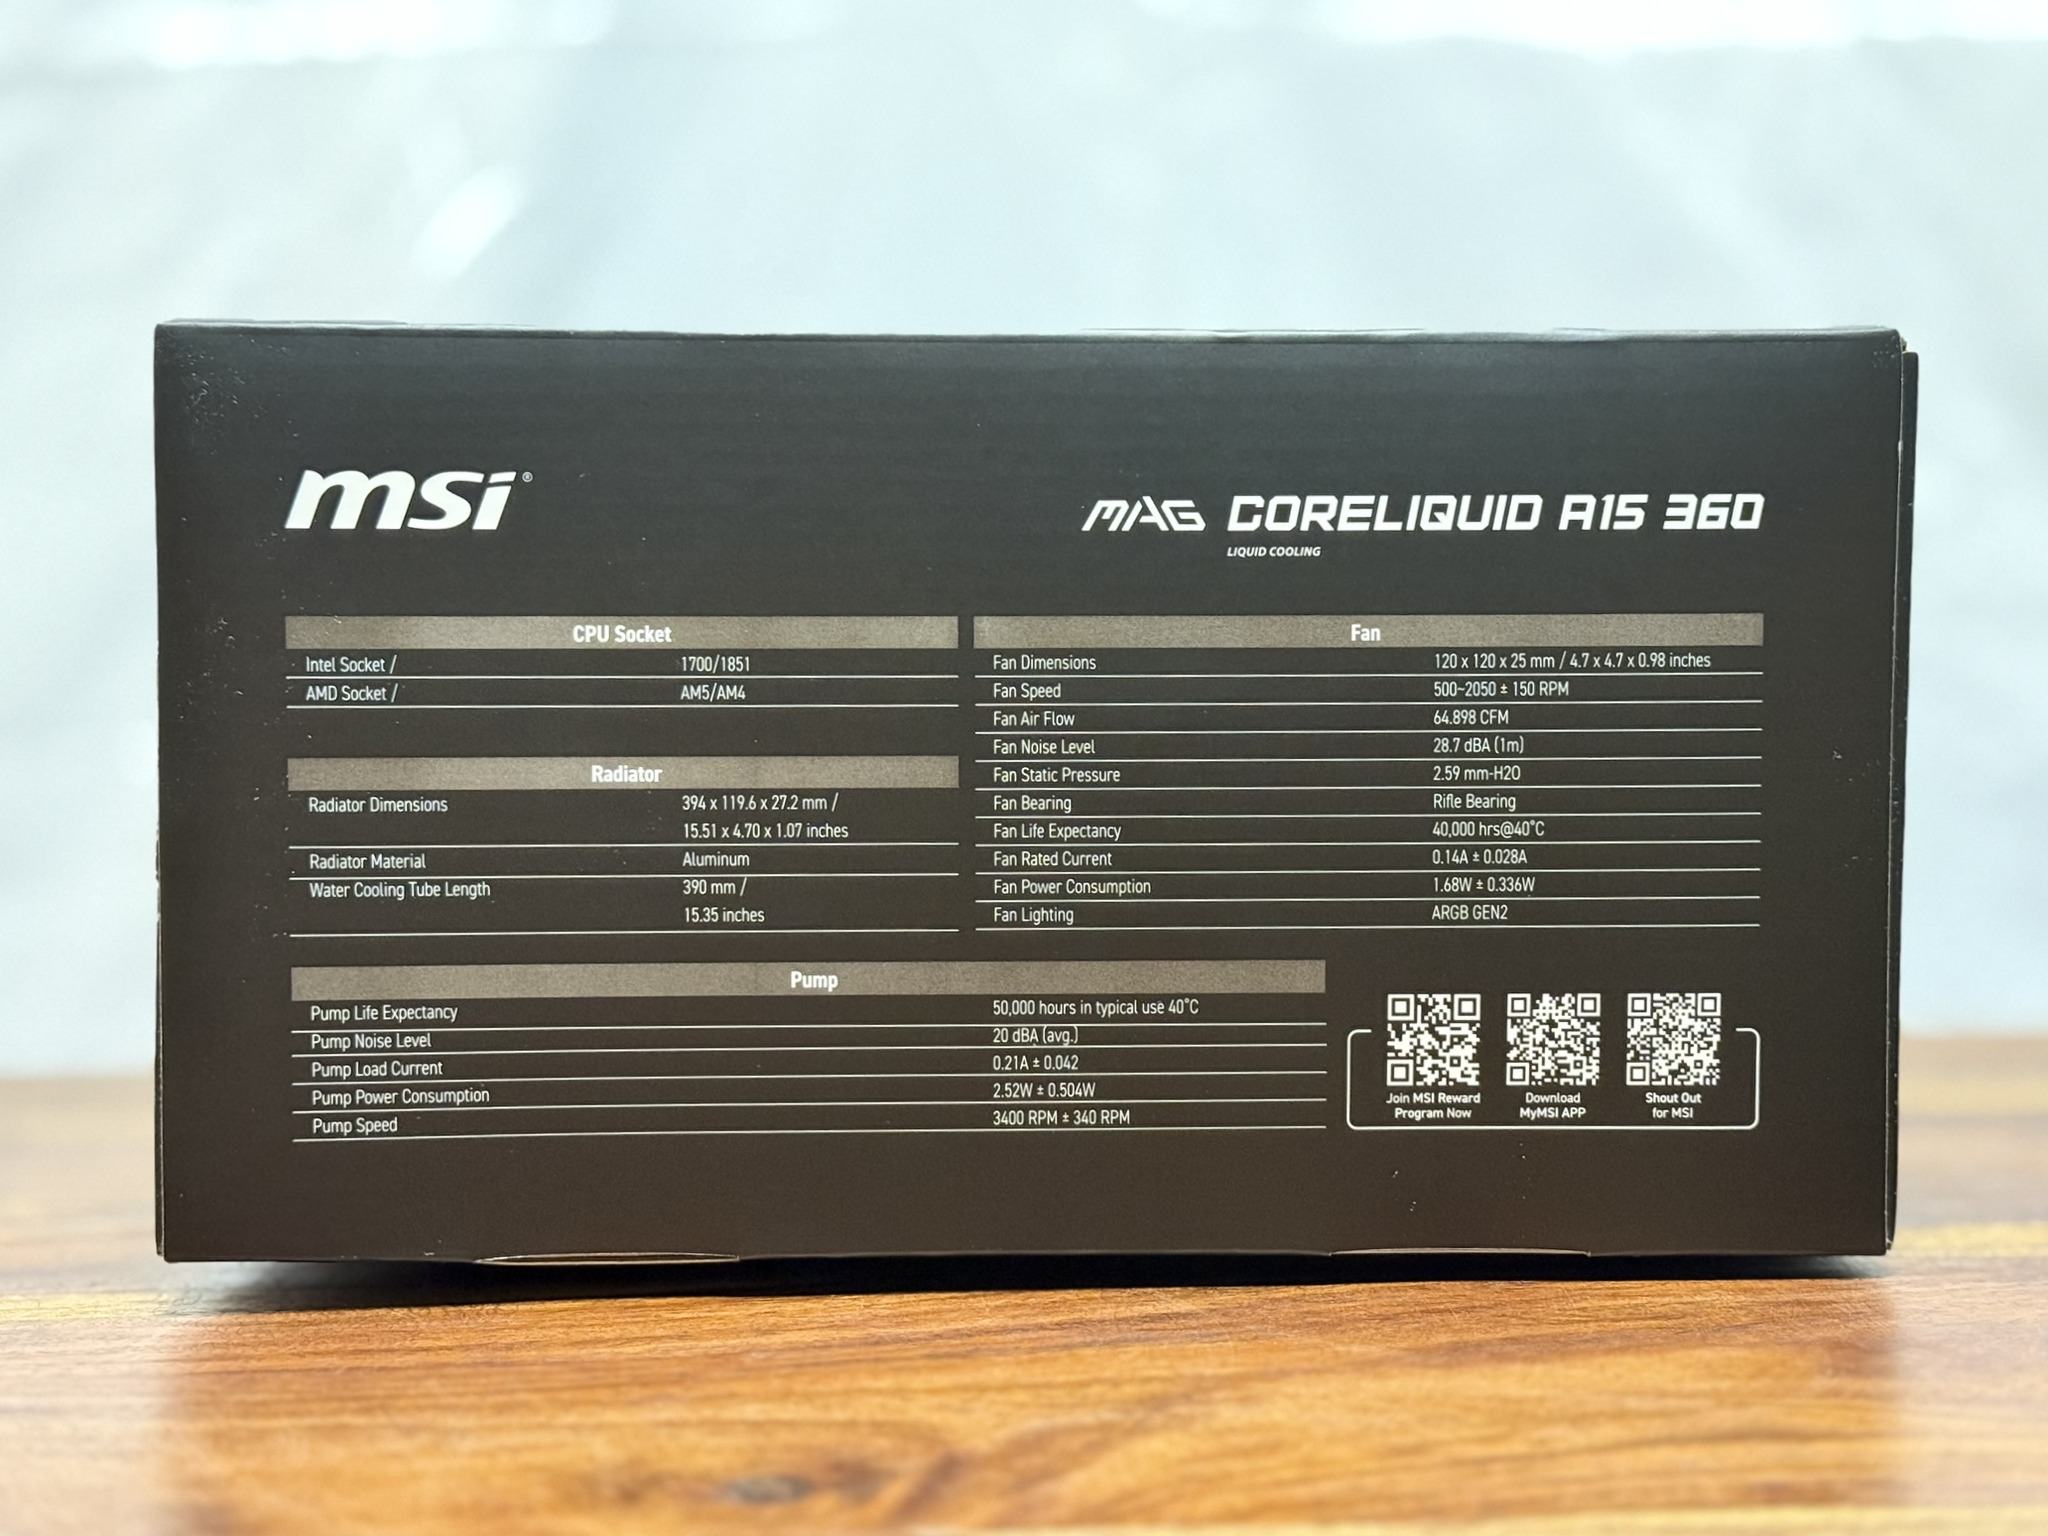 msi®
MAG CORELIQUID A15 360
LIQUID COOLING
CPU Socket
Intel Socket / 1700/1851
AMD Socket / AM5/AM4
Radiator
Radiator Dimensions 394 x 119.6 x 27.2 mm /
15.51 x 4.70 x 1.07 inches
Radiator Material Aluminum
Water Cooling Tube Length 390 mm /
15.35 inches
Fan
Fan Dimensions 120 x 120 x 25 mm / 4.7 x 4.7 x 0.98 inches
Fan Speed 500~2050 ± 150 RPM
Fan Air Flow 64.898 CFM
Fan Noise Level 28.7 dBA (1m)
Fan Static Pressure 2.59 mm-H2O
Fan Bearing Rifle Bearing
Fan Life Expectancy 40,000 hrs@40°C
Fan Rated Current 0.14A ± 0.028A
Fan Power Consumption 1.68W ± 0.336W
Fan Lighting ARGB GEN2
Pump
Pump Life Expectancy 50,000 hours in typical use 40°C
Pump Noise Level 20 dBA (avg.)
Pump Load Current 0.21A ± 0.042
Pump Power Consumption 2.52W ± 0.504W
Pump Speed 3400 RPM ± 340 RPM
Join MSI Reward
Program Now
Download
MyMSI APP
Shout Out
for MSI